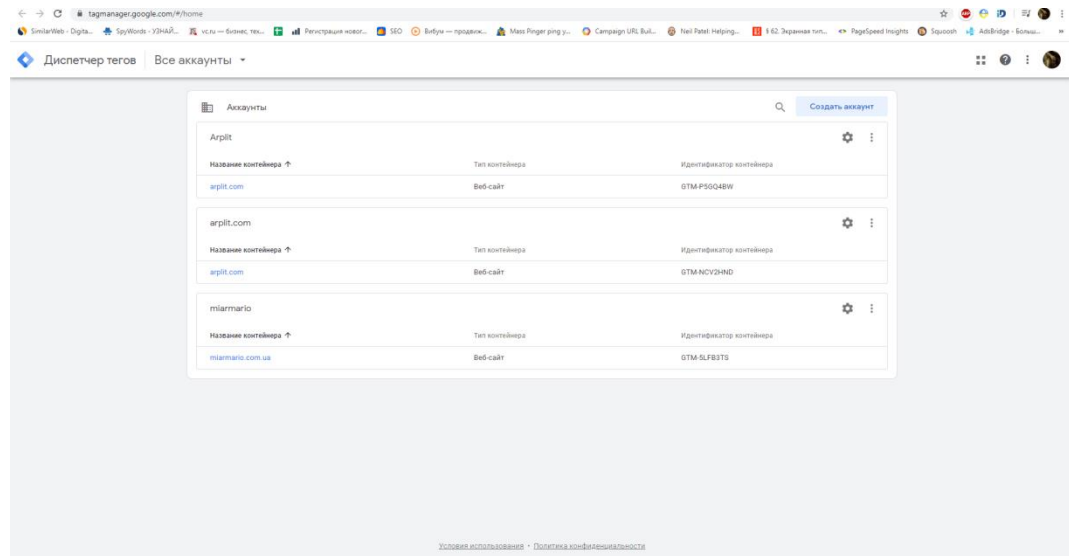 tagmanager.google.com/#/home
SimilarWeb - Digita... SpyWords - УЗНАЙ... vc.ru — бизнес, тех... Регистрация новог... SEO Вибум — продвиж... Mass Pinger ping y... Campaign URL Buil... Neil Patel: Helping... § 62. Экранная тип... PageSpeed Insights Squoosh AdsBridge - Больш... »
Диспетчер тегов Все аккаунты
Аккаунты Создать аккаунт
Arplit
Название контейнера Тип контейнера Идентификатор контейнера
arplit.com Веб-сайт GTM-P5GQ4BW
arplit.com
Название контейнера Тип контейнера Идентификатор контейнера
arplit.com Веб-сайт GTM-NCV2HND
miarmario
Название контейнера Тип контейнера Идентификатор контейнера
miarmario.com.ua Веб-сайт GTM-5LFB3TS
Условия использования · Политика конфиденциальности